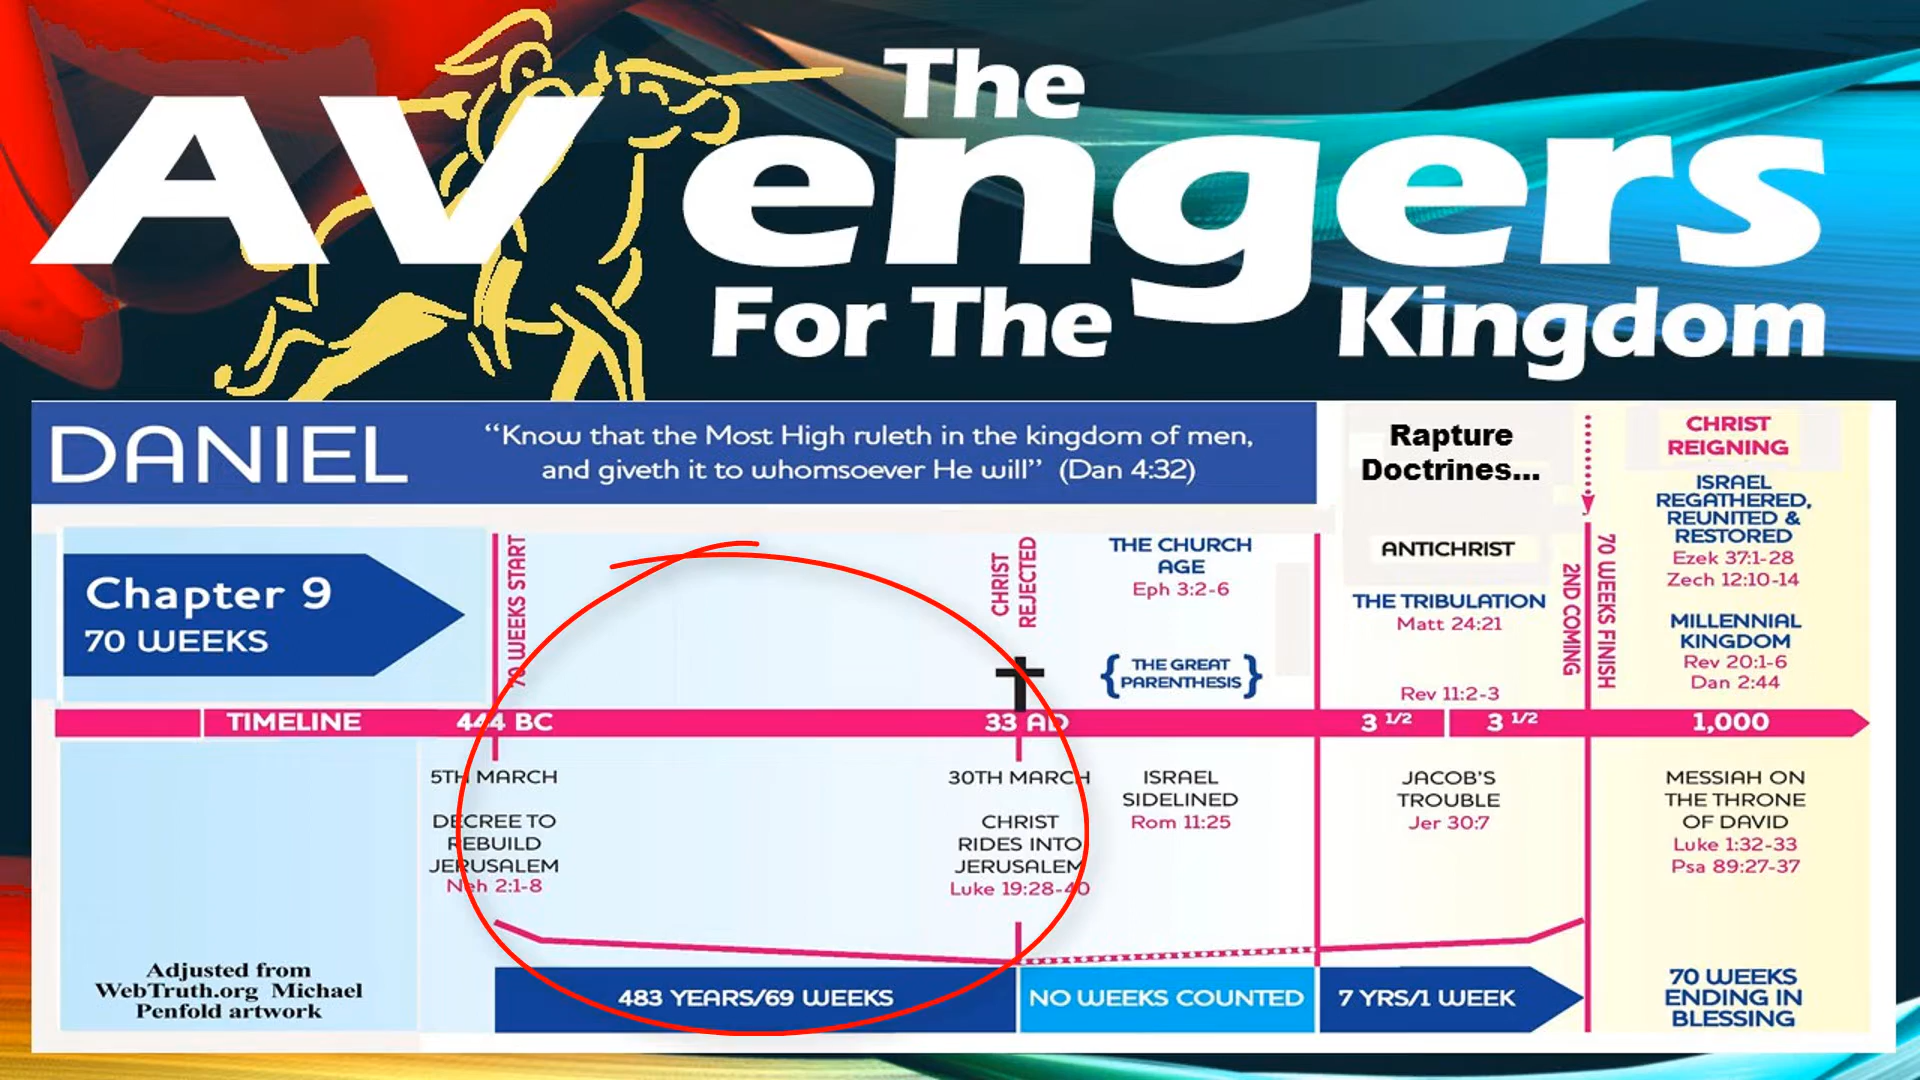 The
AVengers
For The Kingdom
DANIEL
“Know that the Most High ruleth in the kingdom of men,
and giveth it to whomsoever He will” (Dan 4:32)
Rapture
Doctrines...
CHRIST
REIGNING
ISRAEL
REGATHERED,
REUNITED &
RESTORED
Ezek 37:1-28
Zech 12:10-14
MILLENNIAL
KINGDOM
Rev 20:1-6
Dan 2:44
Chapter 9
70 WEEKS
70 WEEKS START
CHRIST
REJECTED
THE CHURCH
AGE
Eph 3:2-6
{THE GREAT
PARENTHESIS}
ANTICHRIST
THE TRIBULATION
Matt 24:21
Rev 11:2-3
2ND COMING
70 WEEKS FINISH
TIMELINE
444 BC
33 AD
3 1/2
3 1/2
1,000
5TH MARCH
DECREE TO
REBUILD
JERUSALEM
Neh 2:1-8
30TH MARCH
CHRIST
RIDES INTO
JERUSALEM
Luke 19:28-40
ISRAEL
SIDELINED
Rom 11:25
JACOB'S
TROUBLE
Jer 30:7
MESSIAH ON
THE THRONE
OF DAVID
Luke 1:32-33
Psa 89:27-37
Adjusted from
WebTruth.org Michael
Penfold artwork
483 YEARS/69 WEEKS
NO WEEKS COUNTED
7 YRS/1 WEEK
70 WEEKS
ENDING IN
BLESSING